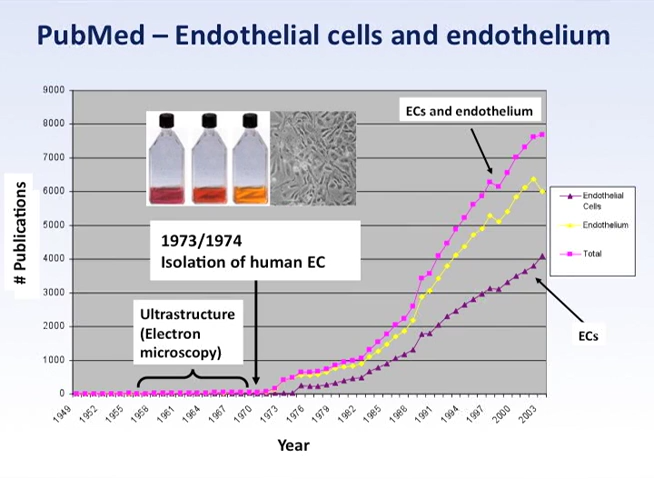 PubMed – Endothelial cells and endothelium
9000
8000
7000
6000
5000
4000
3000
2000
1000
0
# Publications
ECs and endothelium
1973/1974
Isolation of human EC
Ultrastructure
(Electron
microscopy)
Endothelial
Cells
Endothelium
Total
ECs
1949
1952
1955
1958
1961
1964
1967
1970
1973
1976
1979
1982
1985
1988
1991
1994
1997
2000
2003
Year